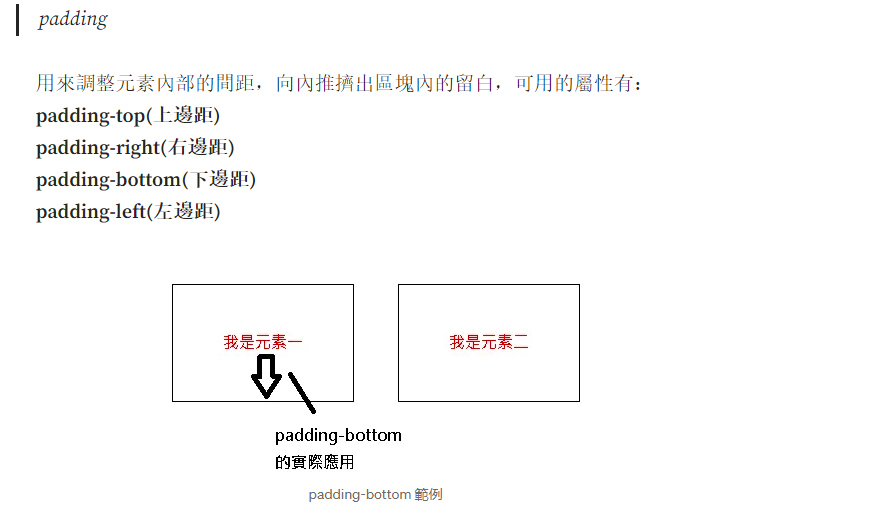 padding
用來調整元素內部的間距，向內推擠出區塊內的留白，可用的屬性有：
padding-top(上邊距)
padding-right(右邊距)
padding-bottom(下邊距)
padding-left(左邊距)
我是元素一
我是元素二
padding-bottom
的實際應用
padding-bottom 範例